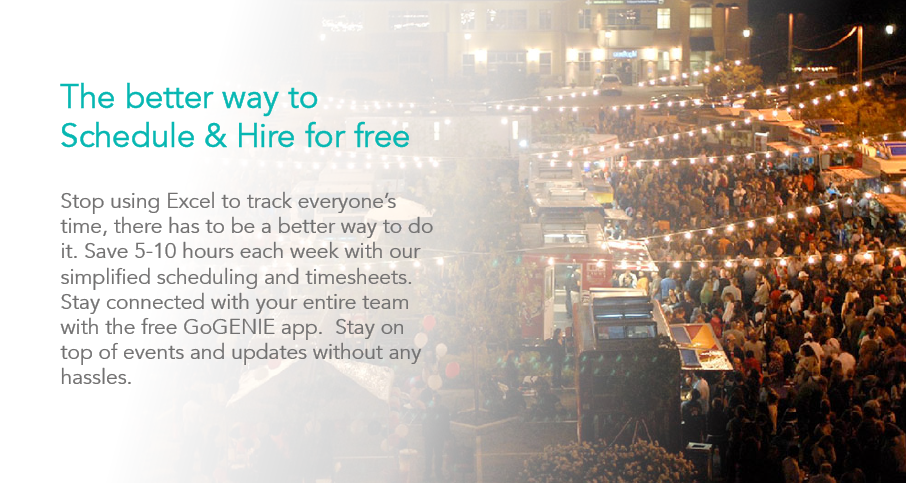 The better way to
Schedule & Hire for free
Stop using Excel to track everyone's
time, there has to be a better way to do
it. Save 5-10 hours each week with our
simplified scheduling and timesheets.
Stay connected with your entire team
with the free GoGENIE app.  Stay on
top of events and updates without any
hassles.